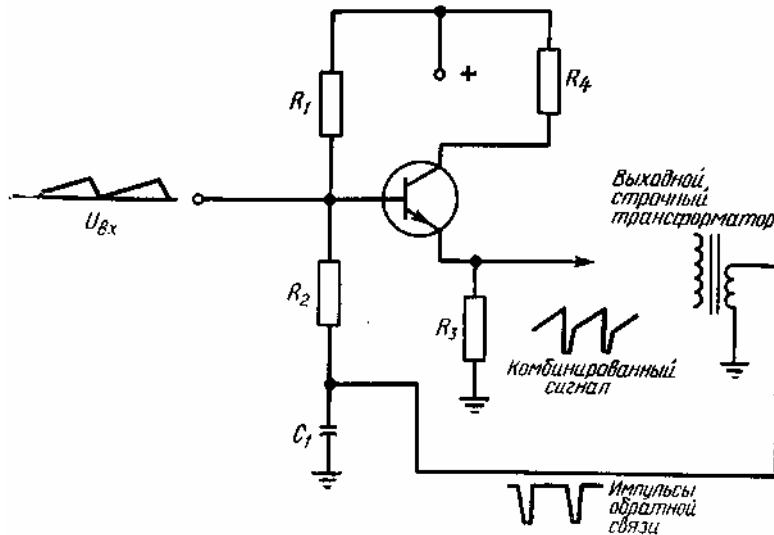 R1
+
R4
Uвх
Выходной
строчный
трансформатор
R2
R3
Комбинированный
сигнал
C1
Импульсы
обратной
связи